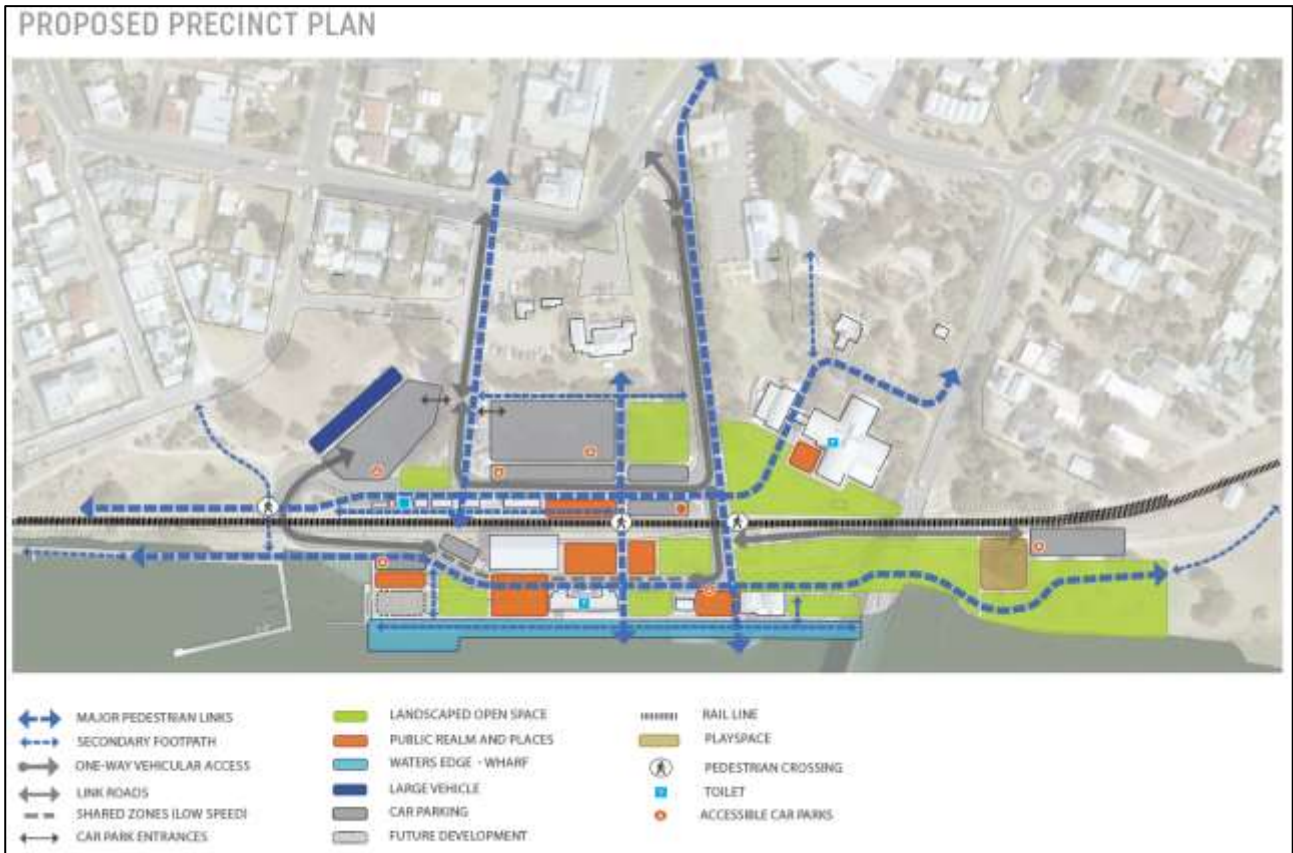 PROPOSED PRECINCT PLAN
MAJOR PEDESTRIAN LINKS
SECONDARY FOOTPATH
ONE-WAY VEHICULAR ACCESS
LINK ROADS
SHARED ZONES (LOW SPEED)
CAR PARK ENTRANCES
LANDSCAPED OPEN SPACE
PUBLIC REALM AND PLACES
WATERS EDGE - WHARF
LARGE VEHICLE
CAR PARKING
FUTURE DEVELOPMENT
RAIL LINE
PLAYSPACE
PEDESTRIAN CROSSING
TOILET
ACCESSIBLE CAR PARKS